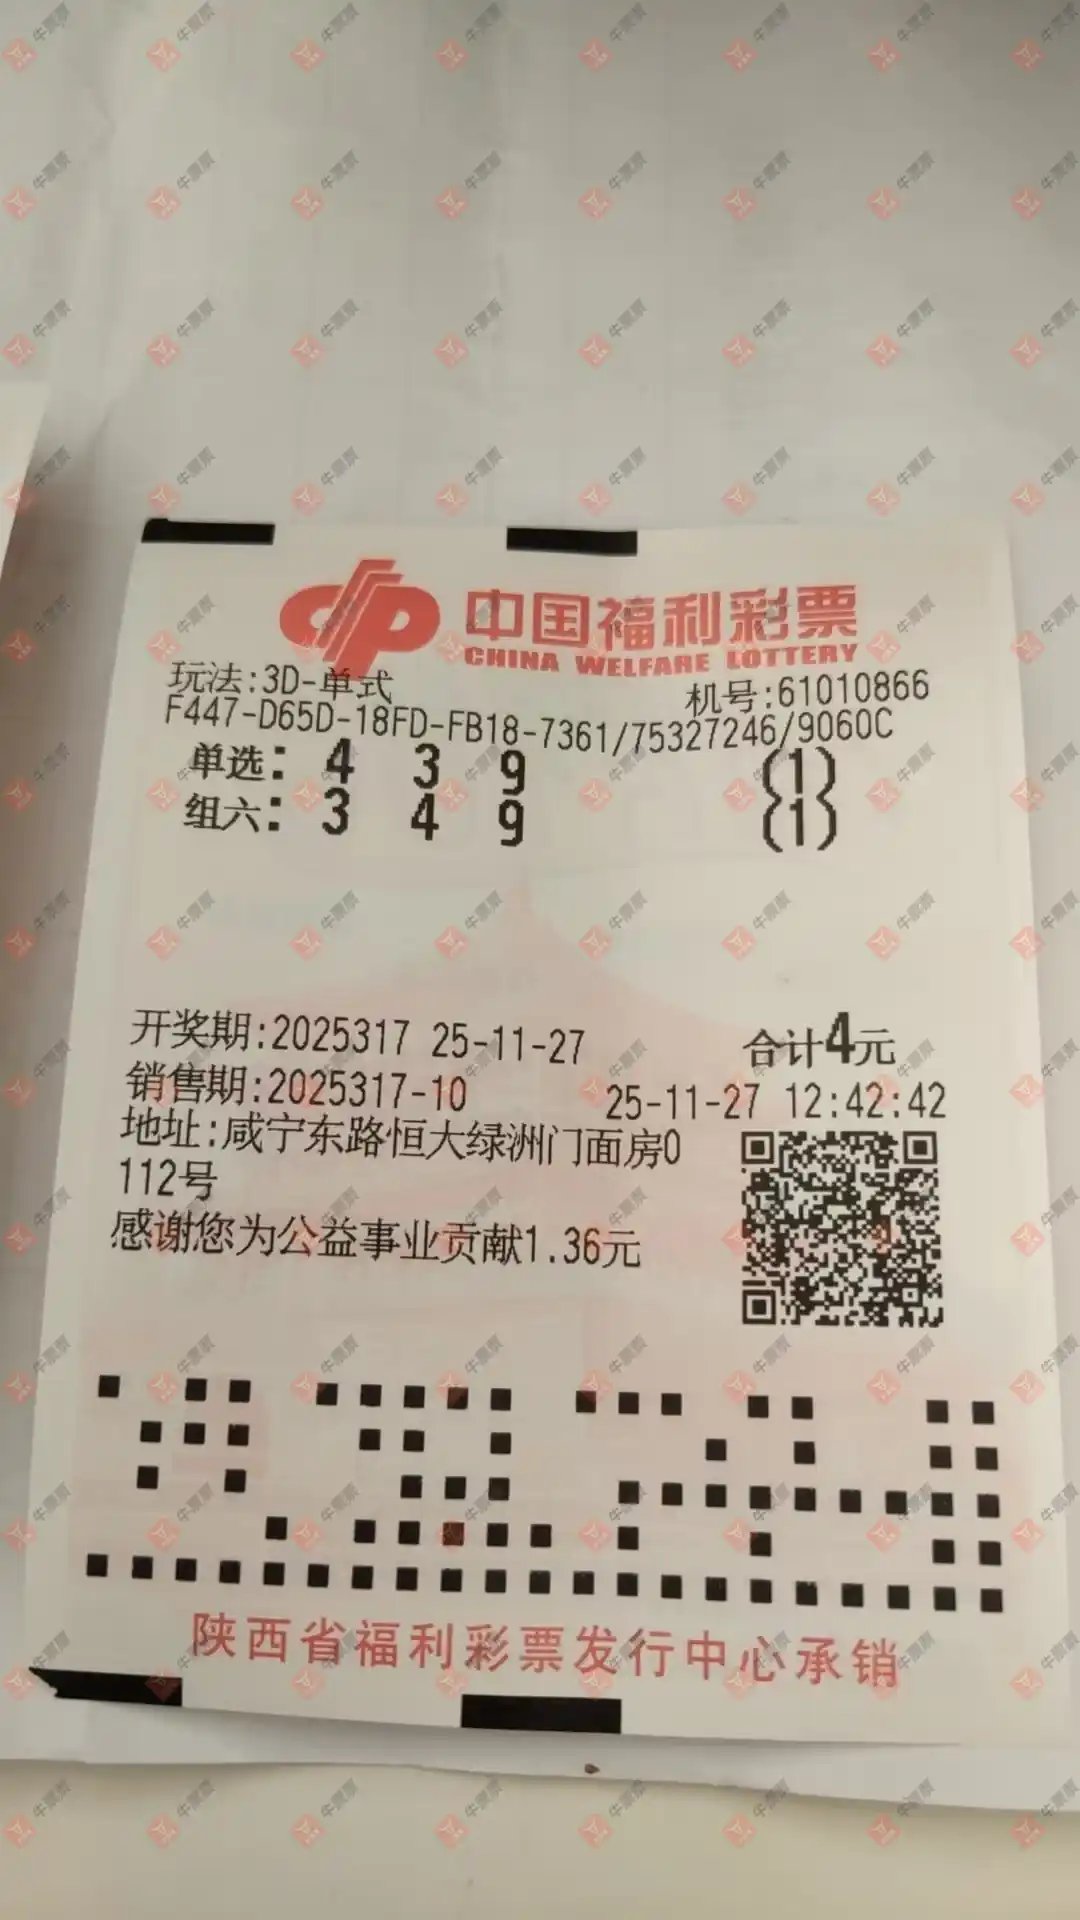 中国福利彩票
CHINA WELFARE LOTTERY
玩法:3D-单式 机号:61010866
F447-D65D-18FD-FB18-7361/75327246/9060C
单选: 4 3 9 (1)
组六: 3 4 9 (1)
开奖期:2025317 25-11-27 合计4元
销售期:2025317-10 25-11-27 12:42:42
地址:咸宁东路恒大绿洲门面房0
112号
感谢您为公益事业贡献1.36元
陕西省福利彩票发行中心承销
牛票票